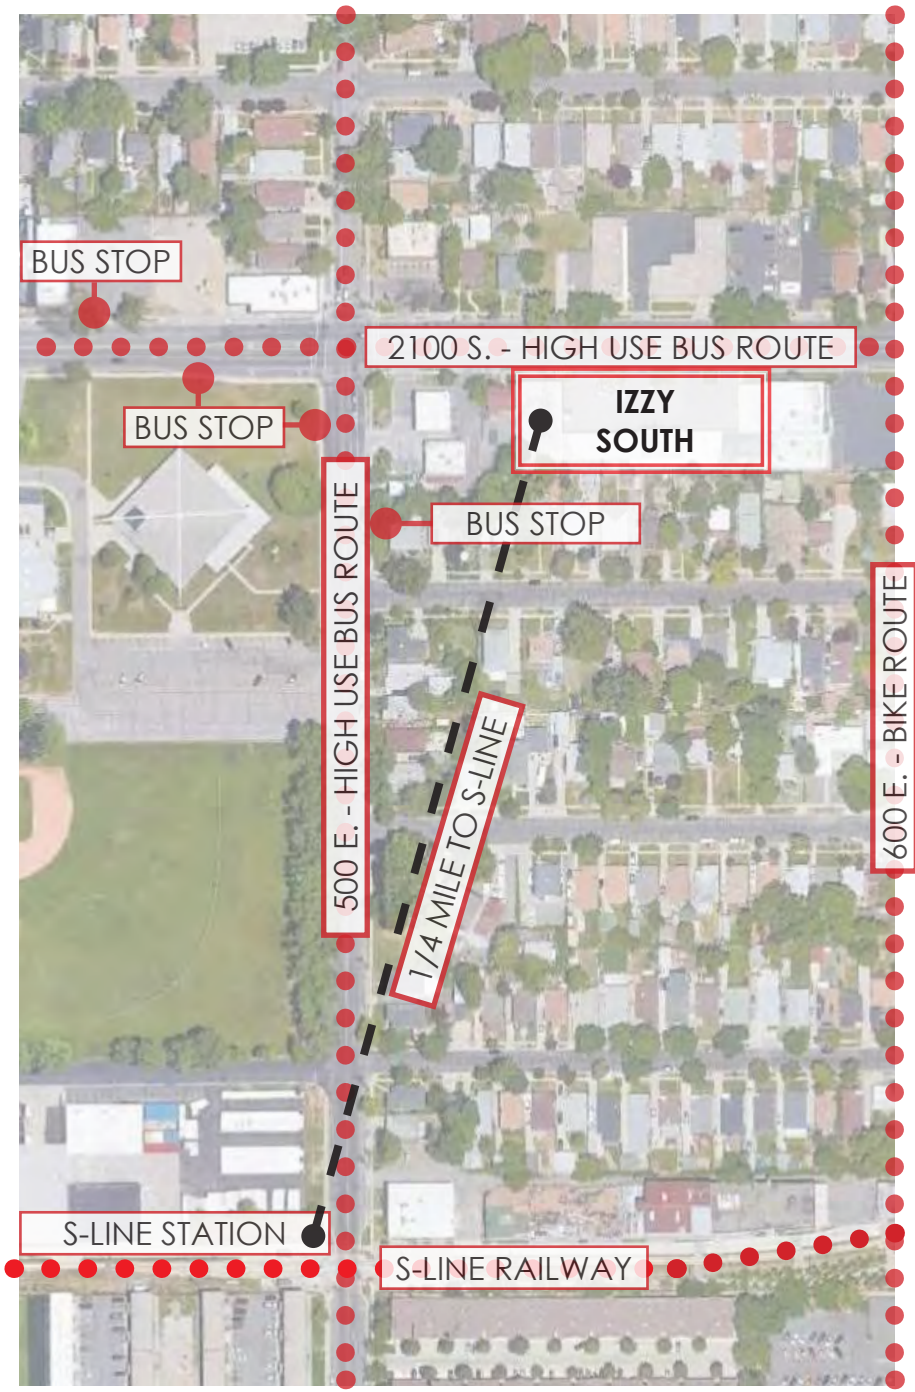 BUS STOP
2100 S. - HIGH USE BUS ROUTE
IZZY
SOUTH
BUS STOP
500 E. - HIGH USE BUS ROUTE
BUS STOP
600 E. - BIKE ROUTE
1/4 MILE TO S-LINE
S-LINE STATION
S-LINE RAILWAY